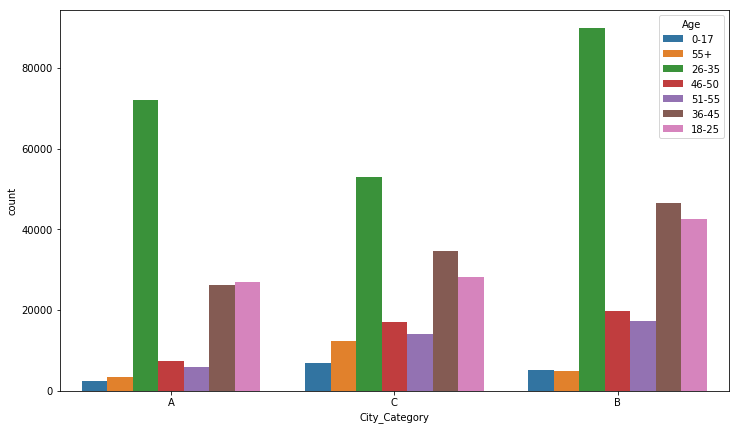 Age
0-17
55+
26-35
46-50
51-55
36-45
18-25
80000
60000
40000
20000
0
count
A
C
B
City_Category